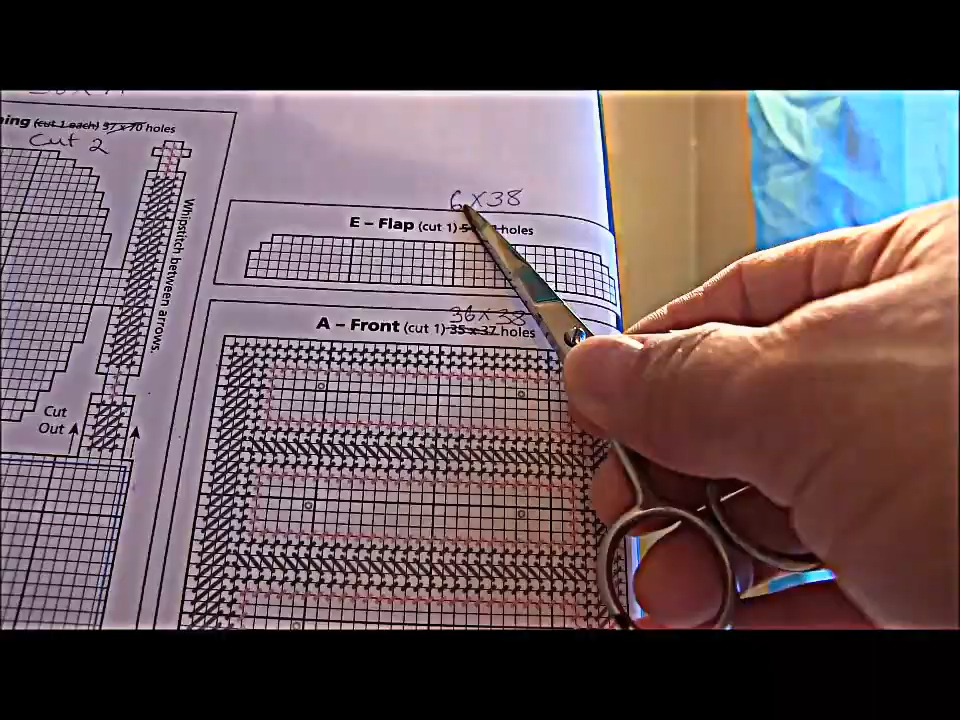 ning (cut 1 each) 37 x 70 holes
Cut 2
Whipstitch between arrows.
Cut
Out
6 x 38
E – Flap (cut 1) holes
36 x 38
A – Front (cut 1) 35 x 37 holes